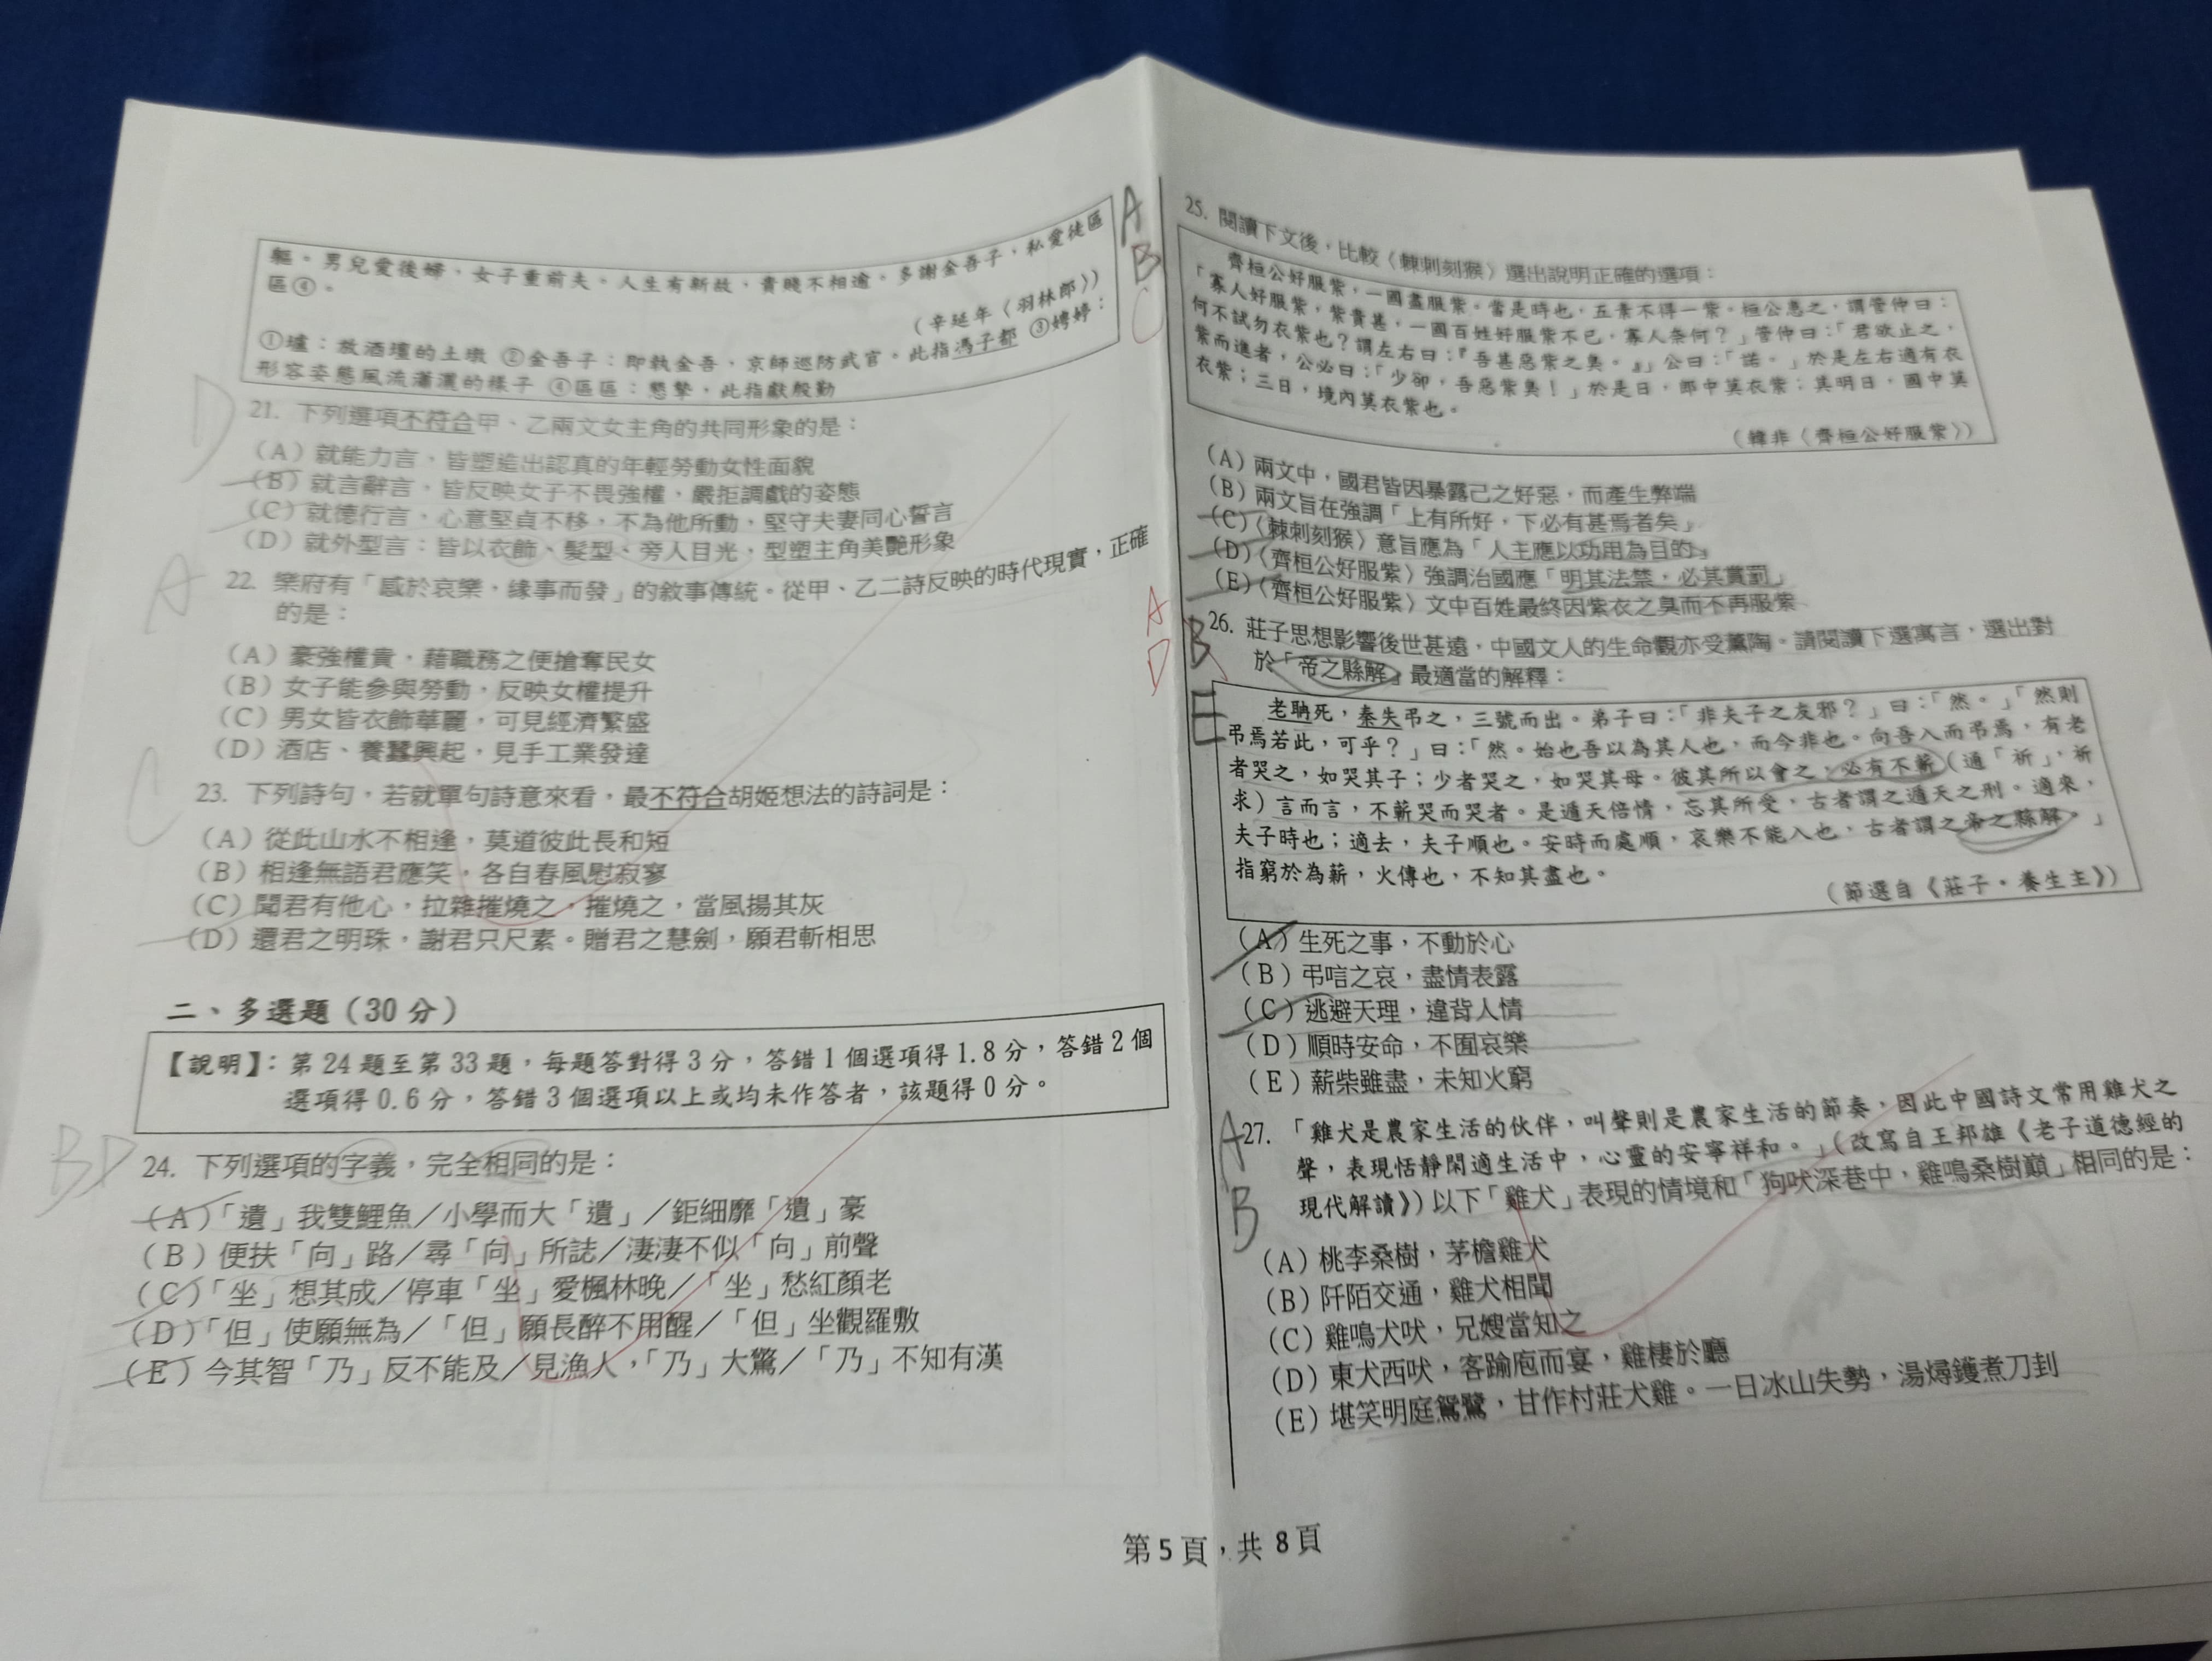 軀。男兒愛後婦,女子重前夫。人生有新故,貴賤不相逾。多謝金吾子,私愛徒區
區④。
(辛延年〈羽林郎〉)
①壚:放酒壇的土墩 ②金吾子:即執金吾,京師巡防武官。此指馮子都 ③娉婷:
形容姿態風流瀟灑的樣子 ④區區:懇摯,此指獻殷勤
D
21. 下列選項不符合甲、乙兩文女主角的共同形象的是:
(A)就能力言,皆塑造出認真的年輕勞動女性面貌
(B)就言辭言,皆反映女子不畏強權,嚴拒調戲的姿態
(C)就德行言,心意堅貞不移,不為他所動,堅守夫妻同心誓言
(D)就外型言:皆以衣飾、髮型、旁人目光,型塑主角美艷形象
A
22. 樂府有「感於哀樂,緣事而發」的敘事傳統。從甲、乙二詩反映的時代現實,正確
的是:
(A)豪強權貴,藉職務之便搶奪民女
(B)女子能參與勞動,反映女權提升
(C)男女皆衣飾華麗,可見經濟繁盛
(D)酒店、養蠶興起,見手工業發達
C
23. 下列詩句,若就單句詩意來看,最不符合胡姬想法的詩詞是:
(A)從此山水不相逢,莫道彼此長和短
(B)相逢無語君應笑,各自春風慰寂寥
(C)聞君有他心,拉雜摧燒之,摧燒之,當風揚其灰
(D)還君之明珠,謝君只尺素。贈君之慧劍,願君斬相思
二、多選題(30分)
【說明】:第24題至第33題,每題答對得3分,答錯1個選項得1.8分,答錯2個
選項得0.6分,答錯3個選項以上或均未作答者,該題得0分。
BD
24. 下列選項的字義,完全相同的是:
(A)「遺」我雙鯉魚/小學而大「遺」/鉅細靡「遺」豪
(B)便扶「向」路/尋「向」所誌/淒淒不似「向」前聲
(C)「坐」想其成/停車「坐」愛楓林晚/「坐」愁紅顏老
(D)「但」使願無為/「但」願長醉不用醒/「但」坐觀羅敷
(E)今其智「乃」反不能及/見漁人,「乃」大驚/「乃」不知有漢
A
B
C
25. 閱讀下文後,比較〈棘刺刻猴〉選出說明正確的選項:
齊桓公好服紫,一國盡服紫。當是時也,五素不得一紫。桓公患之,謂管仲曰:
「寡人好服紫,紫貴甚,一國百姓好服紫不已,寡人奈何?」管仲曰:「君欲止之,
何不試勿衣紫也?謂左右曰:『吾甚惡紫之臭。』」公曰:「諾。」於是左右適有衣
紫而進者,公必曰:「少卻,吾惡紫臭!」於是日,郎中莫衣紫;其明日,國中莫
衣紫;三日,境內莫衣紫也。
(韓非〈齊桓公好服紫〉)
(A)兩文中,國君皆因暴露己之好惡,而產生弊端
(B)兩文旨在強調「上有所好,下必有甚焉者矣」
(C)〈棘刺刻猴〉意旨應為「人主應以功用為目的」
(D)〈齊桓公好服紫〉強調治國應「明其法禁,必其賞罰」
(E)〈齊桓公好服紫〉文中百姓最終因紫衣之臭而不再服紫
A
D
B
E
26. 莊子思想影響後世甚遠,中國文人的生命觀亦受薰陶。請閱讀下選寓言,選出對
於「帝之縣解」最適當的解釋:
老聃死,秦失弔之,三號而出。弟子曰:「非夫子之友邪?」曰:「然。」「然則
弔焉若此,可乎?」曰:「然。始也吾以為其人也,而今非也。向吾入而弔焉,有老
者哭之,如哭其子;少者哭之,如哭其母。彼其所以會之,必有不蘄(通「祈」,祈
求)言而言,不蘄哭而哭者。是遁天倍情,忘其所受,古者謂之遁天之刑。適來,
夫子時也;適去,夫子順也。安時而處順,哀樂不能入也,古者謂之帝之縣解。」
指窮於為薪,火傳也,不知其盡也。
(節選自《莊子·養生主》)
(A)生死之事,不動於心
(B)弔唁之哀,盡情表露
(C)逃避天理,違背人情
(D)順時安命,不囿哀樂
(E)薪柴雖盡,未知火窮
A
B
27. 「雞犬是農家生活的伙伴,叫聲則是農家生活的節奏,因此中國詩文常用雞犬之
聲,表現恬靜閑適生活中,心靈的安寧祥和。」(改寫自王邦雄《老子道德經的
現代解讀》)以下「雞犬」表現的情境和「狗吠深巷中,雞鳴桑樹巔」相同的是:
(A)桃李桑樹,茅檐雞犬
(B)阡陌交通,雞犬相聞
(C)雞鳴犬吠,兄嫂當知之
(D)東犬西吠,客踰庖而宴,雞棲於廳
(E)堪笑明庭鴛鷺,甘作村莊犬雞。一日冰山失勢,湯燖鑊煮刀刲
第5頁,共8頁